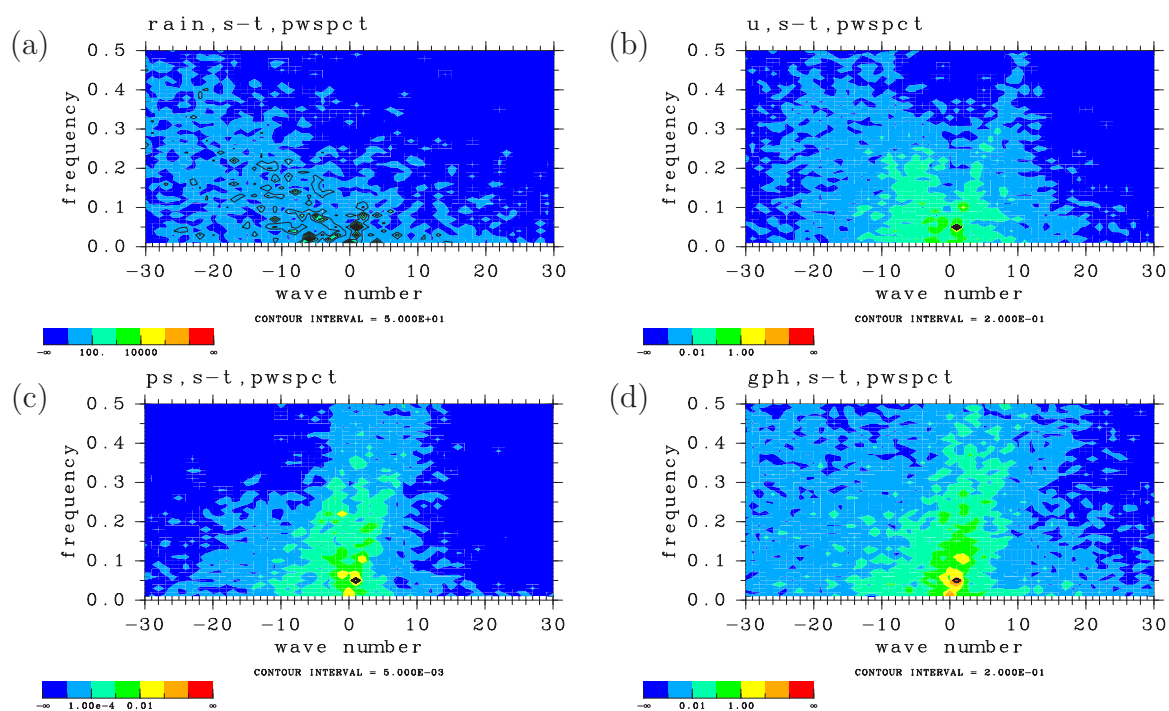 (a)
rain,s-t,pwspct
frequency
0.5
0.4
0.3
0.2
0.1
0.0
-30 -20 -10 0 10 20 30
wave number
CONTOUR INTERVAL = 5.000E+01
-∞ 100. 10000 ∞
(b)
u,s-t,pwspct
frequency
0.5
0.4
0.3
0.2
0.1
0.0
-30 -20 -10 0 10 20 30
wave number
CONTOUR INTERVAL = 2.000E-01
-∞ 0.01 1.00 ∞
(c)
ps,s-t,pwspct
frequency
0.5
0.4
0.3
0.2
0.1
0.0
-30 -20 -10 0 10 20 30
wave number
CONTOUR INTERVAL = 5.000E-03
-∞ 1.00e-4 0.01 ∞
(d)
gph,s-t,pwspct
frequency
0.5
0.4
0.3
0.2
0.1
0.0
-30 -20 -10 0 10 20 30
wave number
CONTOUR INTERVAL = 2.000E-01
-∞ 0.01 1.00 ∞